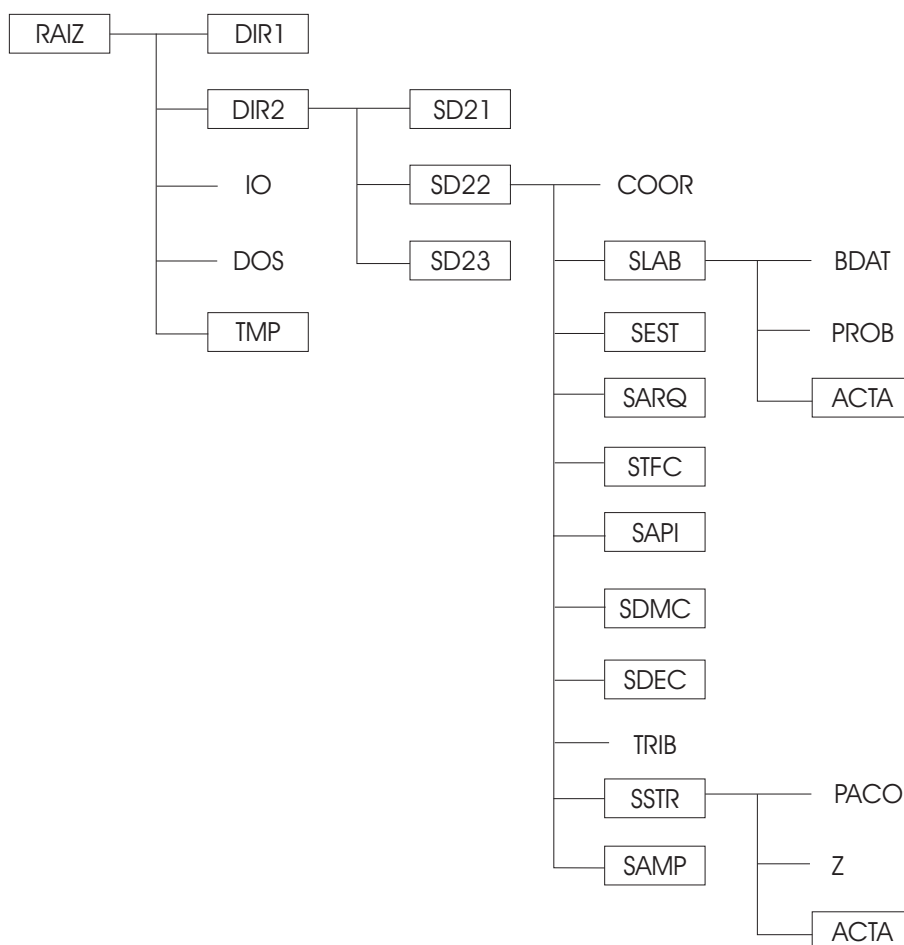 RAIZ
DIR1
DIR2
SD21
IO
SD22
COOR
DOS
SD23
SLAB
BDAT
TMP
SEST
PROB
SARQ
ACTA
STFC
SAPI
SDMC
SDEC
TRIB
SSTR
PACO
SAMP
Z
ACTA